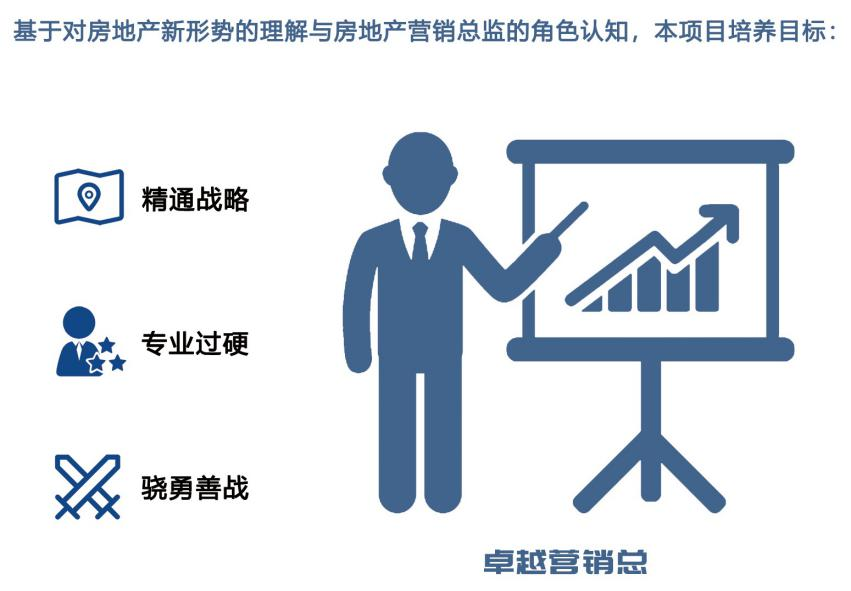 基于对房地产新形势的理解与房地产营销总监的角色认知，本项目培养目标：
精通战略
专业过硬
骁勇善战
卓越营销总